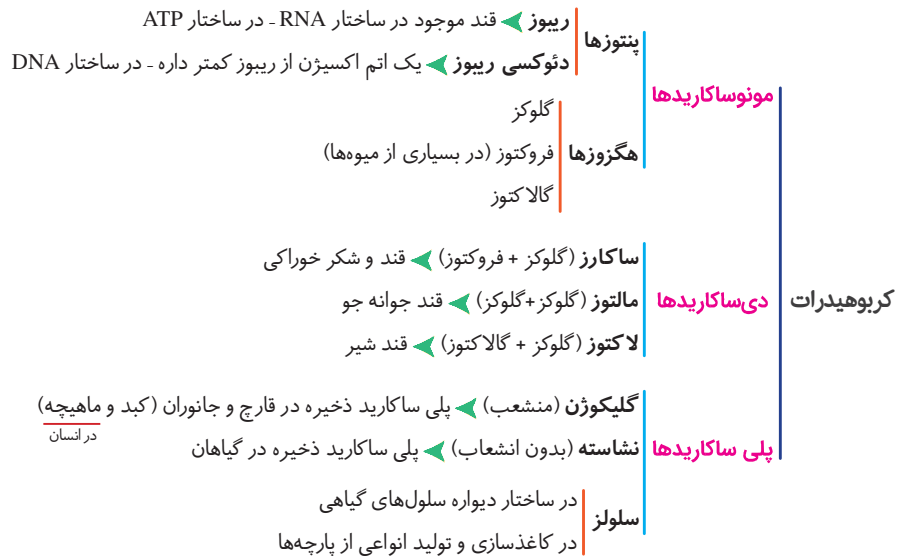 کربوهیدرات
مونوساکاریدها
پنتوزها
ریبوز ➤ قند موجود در ساختار RNA - در ساختار ATP
دئوکسی ریبوز ➤ یک اتم اکسیژن از ریبوز کمتر داره - در ساختار DNA
هگزوزها
گلوکز
فروکتوز (در بسیاری از میوه‌ها)
گالاکتوز
دی‌ساکاریدها
ساکارز (گلوکز + فروکتوز) ➤ قند و شکر خوراکی
مالتوز (گلوکز+گلوکز) ➤ قند جوانه جو
لاکتوز (گلوکز + گالاکتوز) ➤ قند شیر
پلی ساکاریدها
گلیکوژن (منشعب) ➤ پلی ساکارید ذخیره در قارچ و جانوران (کبد و ماهیچه)
در انسان
نشاسته (بدون انشعاب) ➤ پلی ساکارید ذخیره در گیاهان
سلولز
در ساختار دیواره سلول‌های گیاهی
در کاغذسازی و تولید انواعی از پارچه‌ها